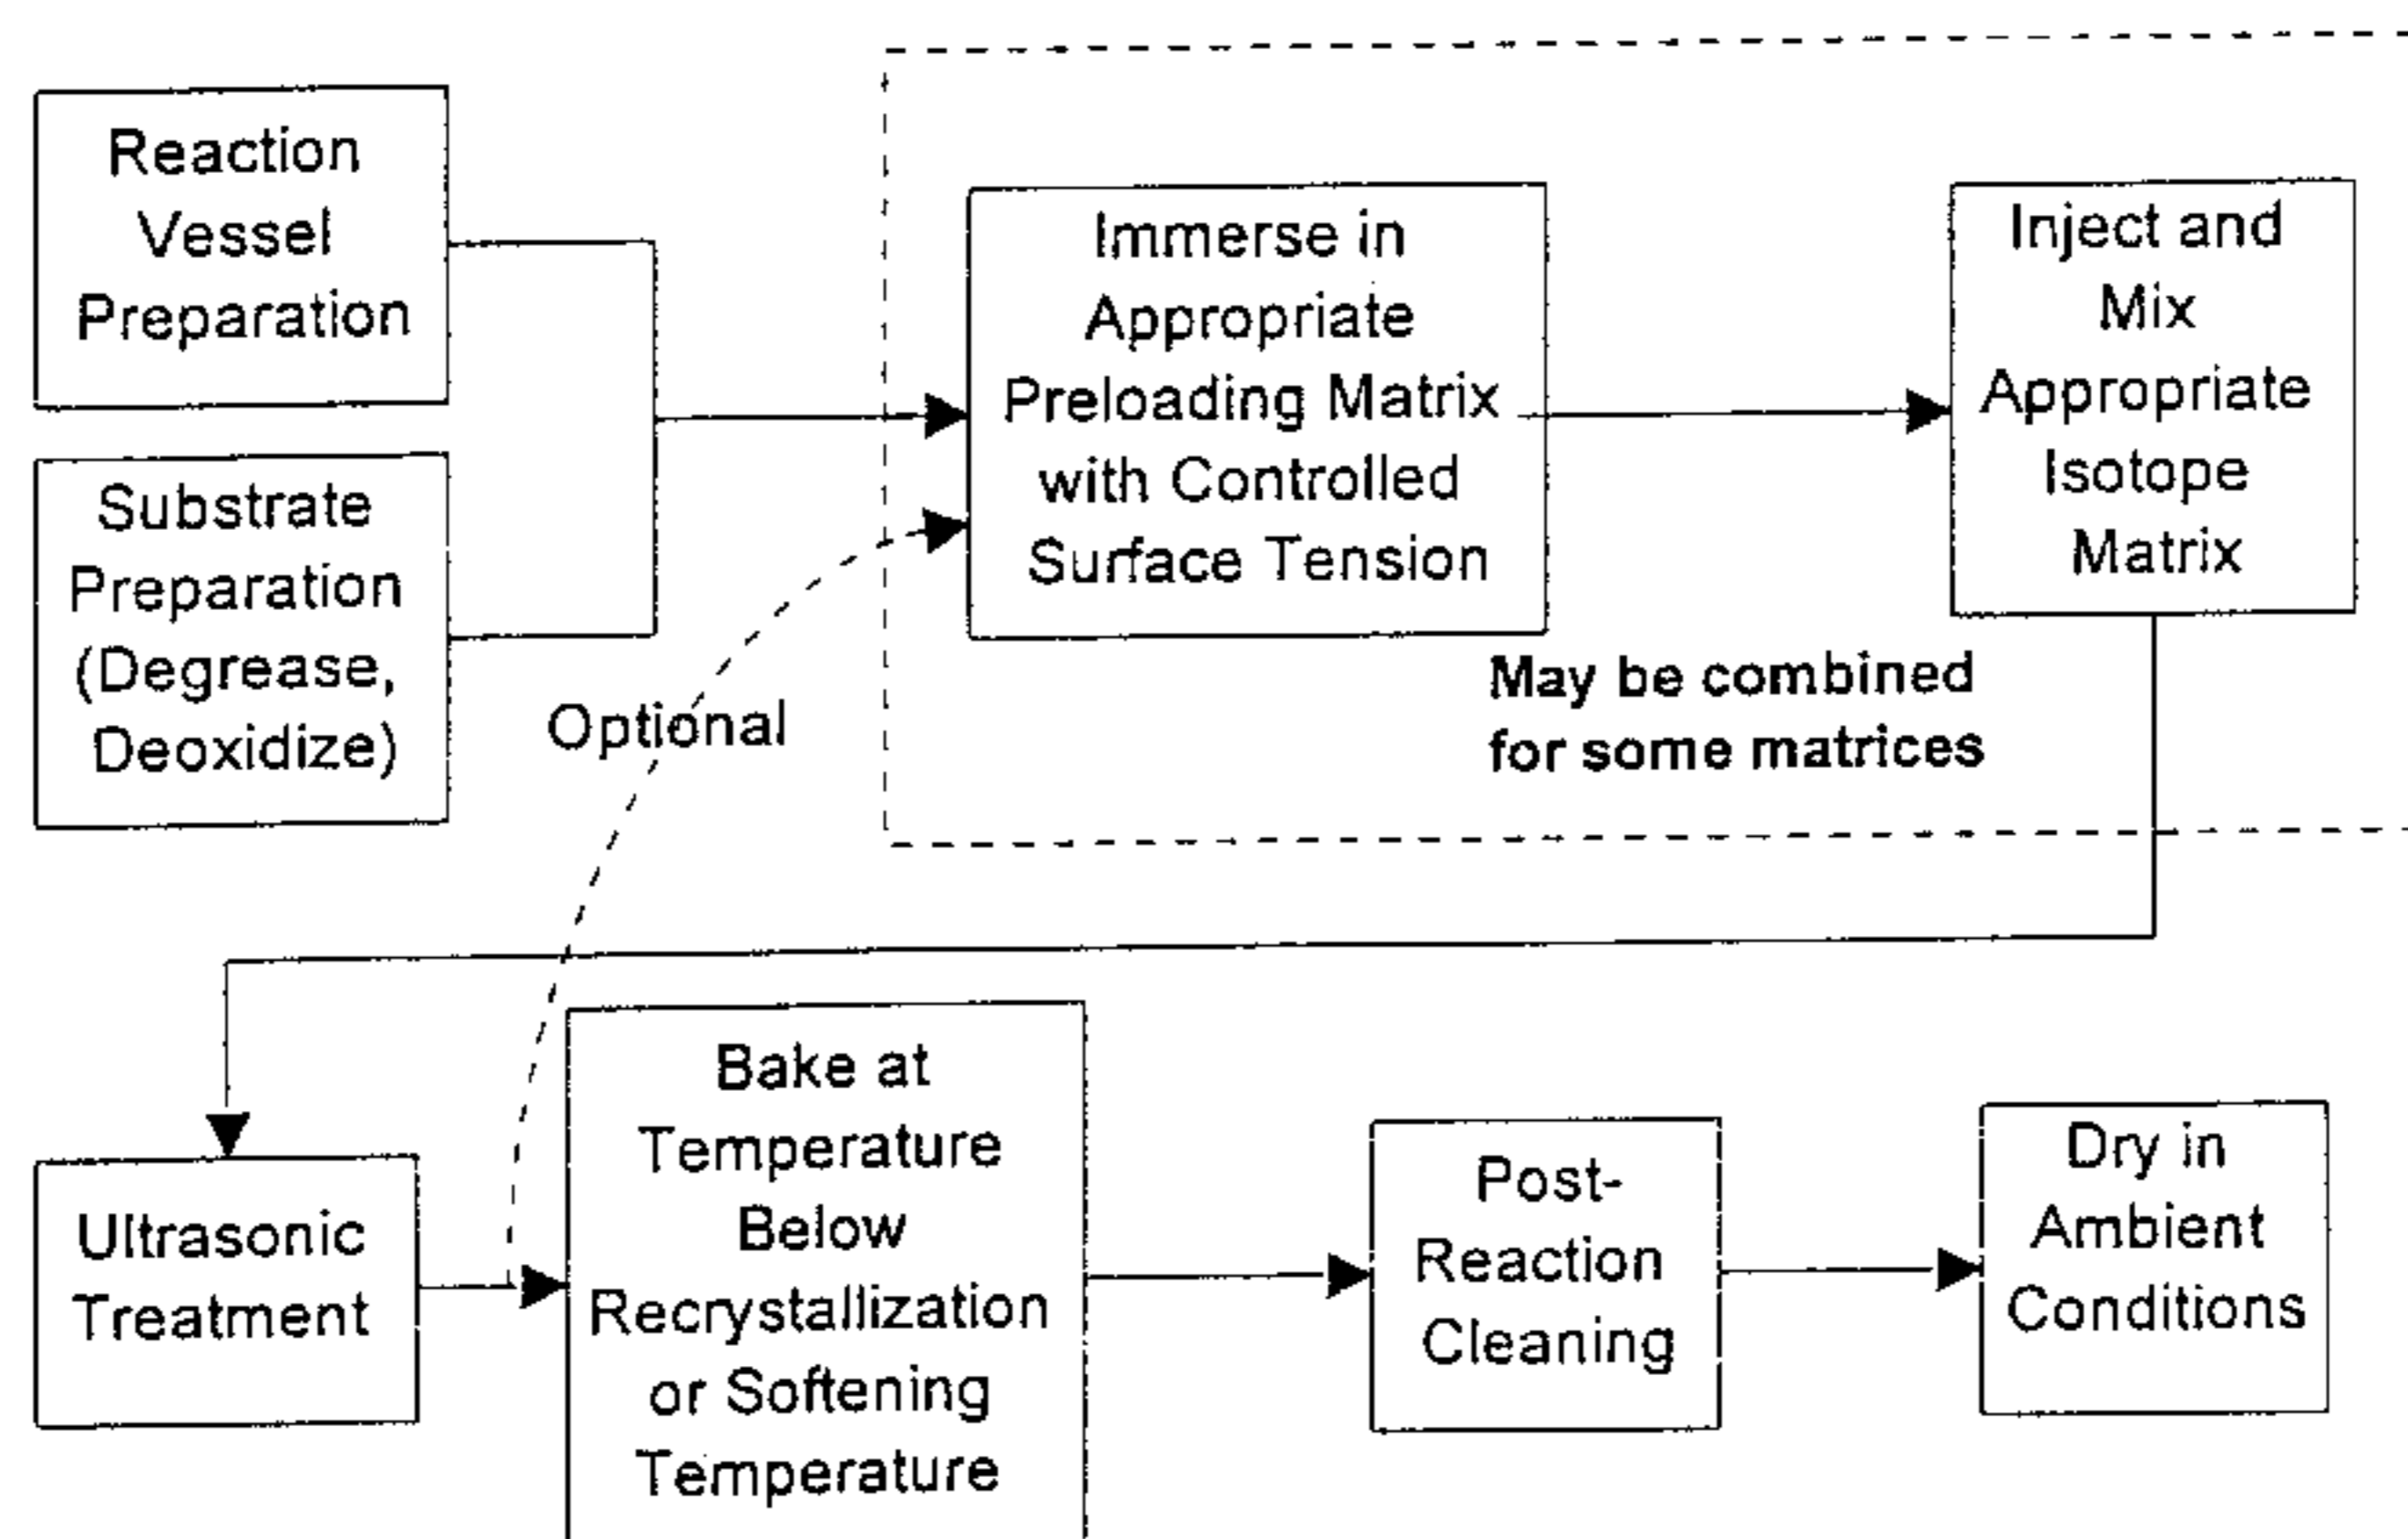 Reaction
Vessel
Preparation
Substrate
Preparation
(Degrease,
Deoxidize)
Optional
Immerse in
Appropriate
Preloading Matrix
with Controlled
Surface Tension
Inject and
Mix
Appropriate
Isotope
Matrix
May be combined
for some matrices
Ultrasonic
Treatment
Bake at
Temperature
Below
Recrystallization
or Softening
Temperature
Post-
Reaction
Cleaning
Dry in
Ambient
Conditions